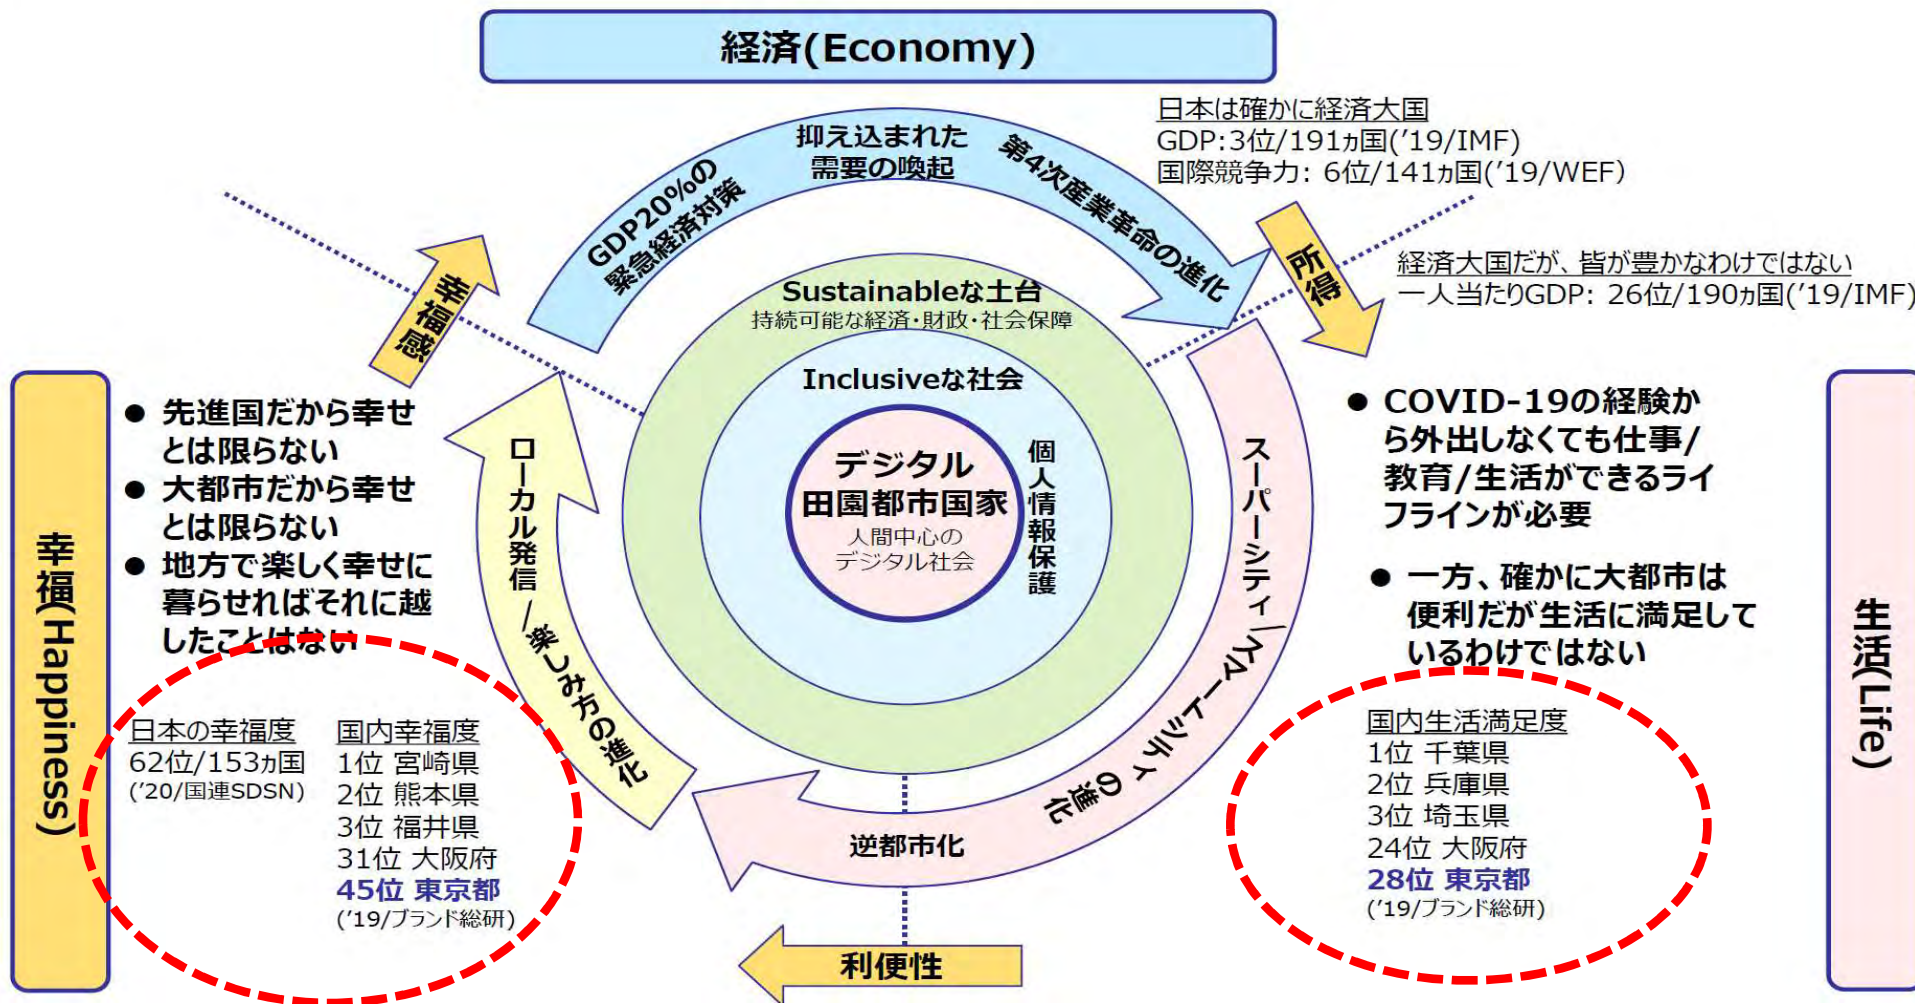 経済(Economy)
日本は確かに経済大国
GDP:3位/191ヵ国('19/IMF)
国際競争力: 6位/141ヵ国('19/WEF)
GDP20%の
緊急経済対策
抑え込まれた
需要の喚起
第4次産業革命の進化
所得
経済大国だが、皆が豊かなわけではない
一人当たりGDP: 26位/190ヵ国('19/IMF)
幸福感
Sustainableな土台
持続可能な経済・財政・社会保障
Inclusiveな社会
個人情報保護
デジタル
田園都市国家
人間中心の
デジタル社会
幸福(Happiness)
● 先進国だから幸せ
とは限らない
● 大都市だから幸せ
とは限らない
● 地方で楽しく幸せに
暮らせればそれに越
したことはない
ローカル発信/楽しみ方の進化
スーパーシティ/スマートシティの進化
● COVID-19の経験か
ら外出しなくても仕事/
教育/生活ができるライ
フラインが必要
● 一方、確かに大都市は
便利だが生活に満足して
いるわけではない
生活(Life)
日本の幸福度
62位/153ヵ国
('20/国連SDSN)
国内幸福度
1位 宮崎県
2位 熊本県
3位 福井県
31位 大阪府
45位 東京都
('19/ブランド総研)
逆都市化
国内生活満足度
1位 千葉県
2位 兵庫県
3位 埼玉県
24位 大阪府
28位 東京都
('19/ブランド総研)
利便性